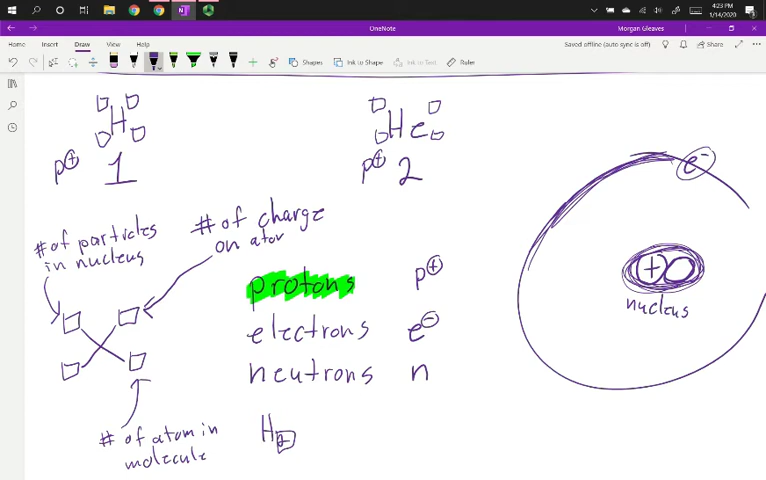 4:23 PM
1/14/2020
OneNote
Morgan Gleaves
Home Insert Draw View Help
Saved offline (auto sync is off)
Share
Shapes
Ink to Shape
Ink to Text
Ruler
H
He
p+ 1
p+ 2
# of particles
in nucleus
# of charge
on atom
protons p+
electrons e-
neutrons n
e-
+
nucleus
# of atom in
molecule
H